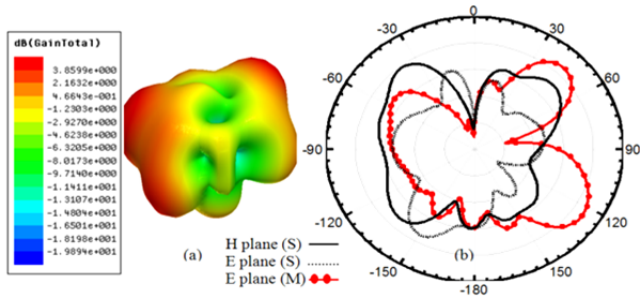 dB(GainTotal)
3.8599e+000
2.1632e+000
4.6643e-001
-1.2303e+000
-2.9270e+000
-4.6238e+000
-6.3205e+000
-8.0173e+000
-9.7140e+000
-1.1411e+001
-1.3107e+001
-1.4804e+001
-1.6501e+001
-1.8198e+001
-1.9894e+001
(a)
0
30
60
90
120
150
-180
-150
-120
-90
-60
-30
H plane (S)
E plane (S)
E plane (M)
(b)